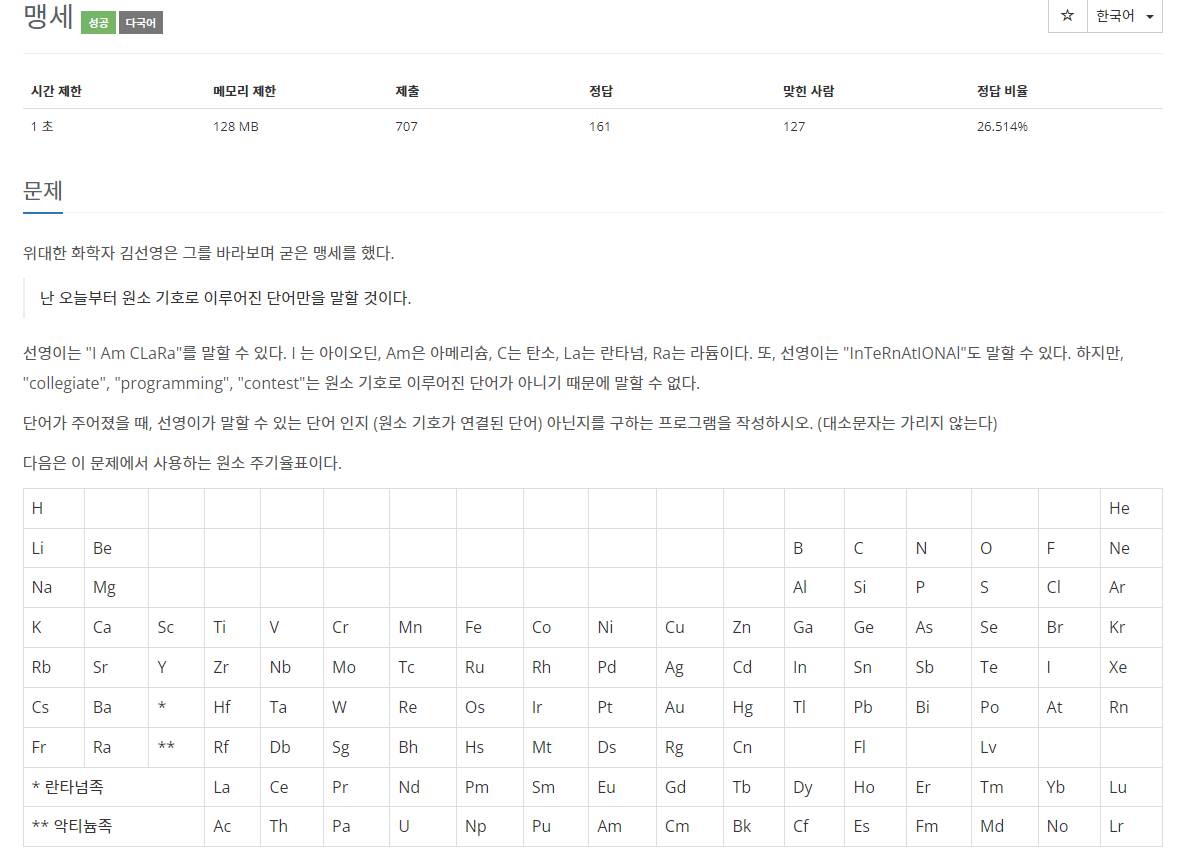 맹세 성공 다국어 ☆ 한국어
시간 제한 메모리 제한 제출 정답 맞힌 사람 정답 비율
1 초 128 MB 707 161 127 26.514%
문제
위대한 화학자 김선영은 그를 바라보며 굳은 맹세를 했다.
난 오늘부터 원소 기호로 이루어진 단어만을 말할 것이다.
선영이는 "I Am CLaRa"를 말할 수 있다. I 는 아이오딘, Am은 아메리슘, C는 탄소, La는 란타넘, Ra는 라듐이다. 또, 선영이는 "InTeRnAtIONAl"도 말할 수 있다. 하지만,
"collegiate", "programming", "contest"는 원소 기호로 이루어진 단어가 아니기 때문에 말할 수 없다.
단어가 주어졌을 때, 선영이가 말할 수 있는 단어 인지 (원소 기호가 연결된 단어) 아닌지를 구하는 프로그램을 작성하시오. (대소문자는 가리지 않는다)
다음은 이 문제에서 사용하는 원소 주기율표이다.
H He
Li Be B C N O F Ne
Na Mg Al Si P S Cl Ar
K Ca Sc Ti V Cr Mn Fe Co Ni Cu Zn Ga Ge As Se Br Kr
Rb Sr Y Zr Nb Mo Tc Ru Rh Pd Ag Cd In Sn Sb Te I Xe
Cs Ba * Hf Ta W Re Os Ir Pt Au Hg Tl Pb Bi Po At Rn
Fr Ra ** Rf Db Sg Bh Hs Mt Ds Rg Cn Fl Lv
* 란타넘족 La Ce Pr Nd Pm Sm Eu Gd Tb Dy Ho Er Tm Yb Lu
** 악티늄족 Ac Th Pa U Np Pu Am Cm Bk Cf Es Fm Md No Lr